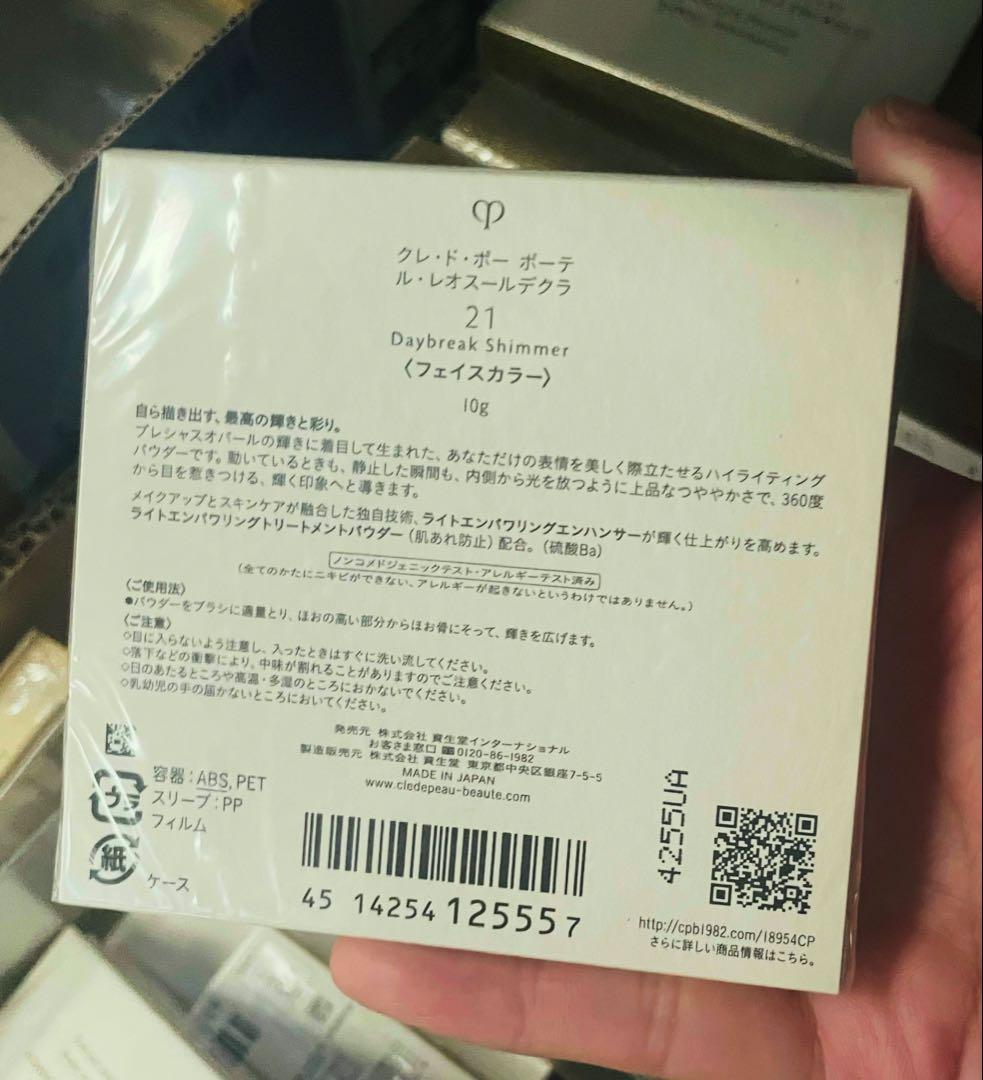 クレ・ド・ポー ボーテ
ル・レオスールデクラ
21
Daybreak Shimmer
〈フェイスカラー〉
10g
自ら描き出す、最高の輝きと彩り。
プレシャスオパールの輝きに着目して生まれた、あなただけの表情を美しく際立たせるハイライティング
パウダーです。動いているときも、静止した瞬間も、内側から光を放つように上品なつややかさで、360度
から目を惹きつける、輝く印象へと導きます。
メイクアップとスキンケアが融合した独自技術、ライトエンパワリングエンハンサーが輝く仕上がりを高めます。
ライトエンパワリングトリートメントパウダー（肌あれ防止）配合。（硫酸Ba）
ノンコメドジェニックテスト・アレルギーテスト済み
（全てのかたにニキビができない、アレルギーが起きないというわけではありません。）
〈ご使用法〉
●パウダーをブラシに適量とり、ほおの高い部分からほお骨にそって、輝きを広げます。
〈ご注意〉
◇目に入らないよう注意し、入ったときはすぐに洗い流してください。
◇落下などの衝撃により、中味が割れることがありますのでご注意ください。
◇日のあたるところや高温・多湿のところにおかないでください。
◇乳幼児の手の届かないところにおいてください。
発売元 株式会社 資生堂インターナショナル
お客さま窓口 0120-86-1982
製造販売元 株式会社 資生堂 東京都中央区銀座7-5-5
MADE IN JAPAN
www.cledepeau-beaute.com
容器：ABS, PET
スリーブ：PP
フィルム
紙
ケース
45 14254 125557
4255UA
http://cpb1982.com/18954CP
さらに詳しい商品情報はこちら。